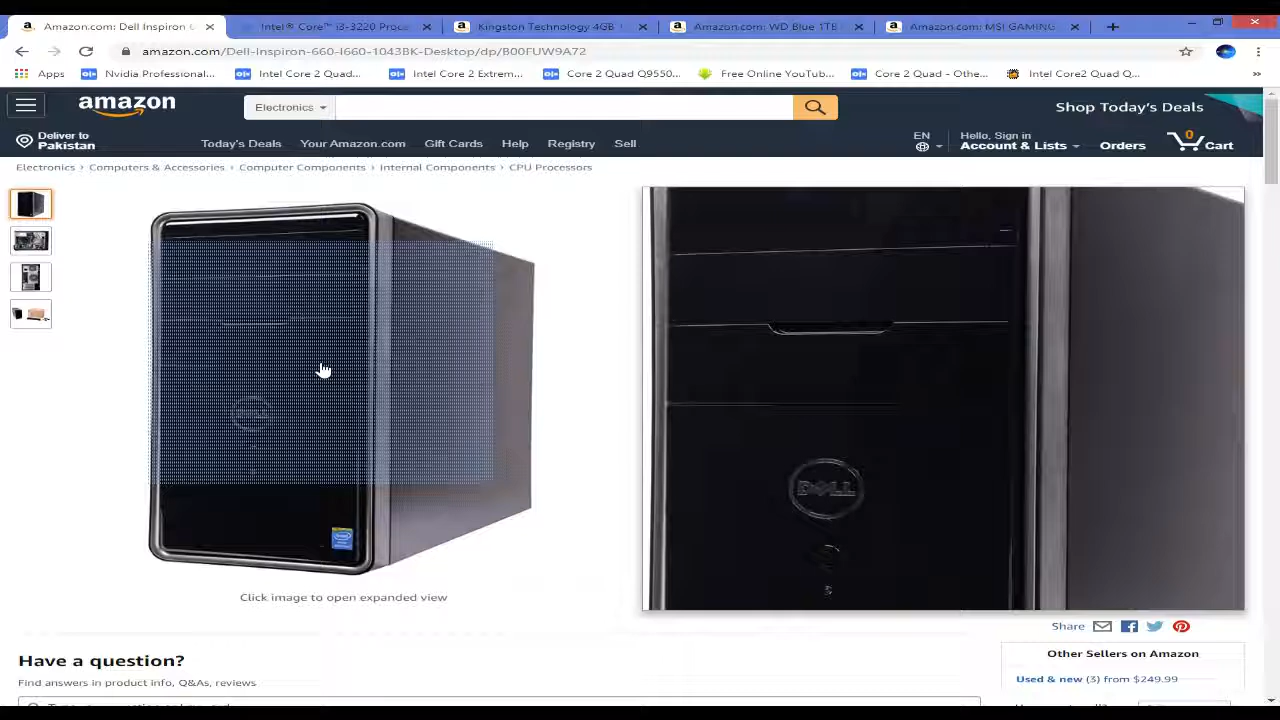 Amazon.com: Dell Inspiron 6
Intel® Core™ i3-3220 Proce
Kingston Technology 4GB
Amazon.com: WD Blue 1TB
Amazon.com: MSI GAMING
amazon.com/Dell-Inspiron-660-I660-1043BK-Desktop/dp/B00FUW9A72
Apps
Nvidia Professional...
Intel Core 2 Quad...
Intel Core 2 Extrem...
Core 2 Quad Q9550...
Free Online YouTub...
Core 2 Quad - Othe...
Intel Core2 Quad Q...
amazon
Electronics
Shop Today's Deals
Deliver to
Pakistan
Today's Deals
Your Amazon.com
Gift Cards
Help
Registry
Sell
EN
Hello, Sign in
Account & Lists
Orders
0
Cart
Electronics › Computers & Accessories › Computer Components › Internal Components › CPU Processors
DELL
DELL
Click image to open expanded view
Share
Have a question?
Find answers in product info, Q&As, reviews
Other Sellers on Amazon
Used & new (3) from $249.99